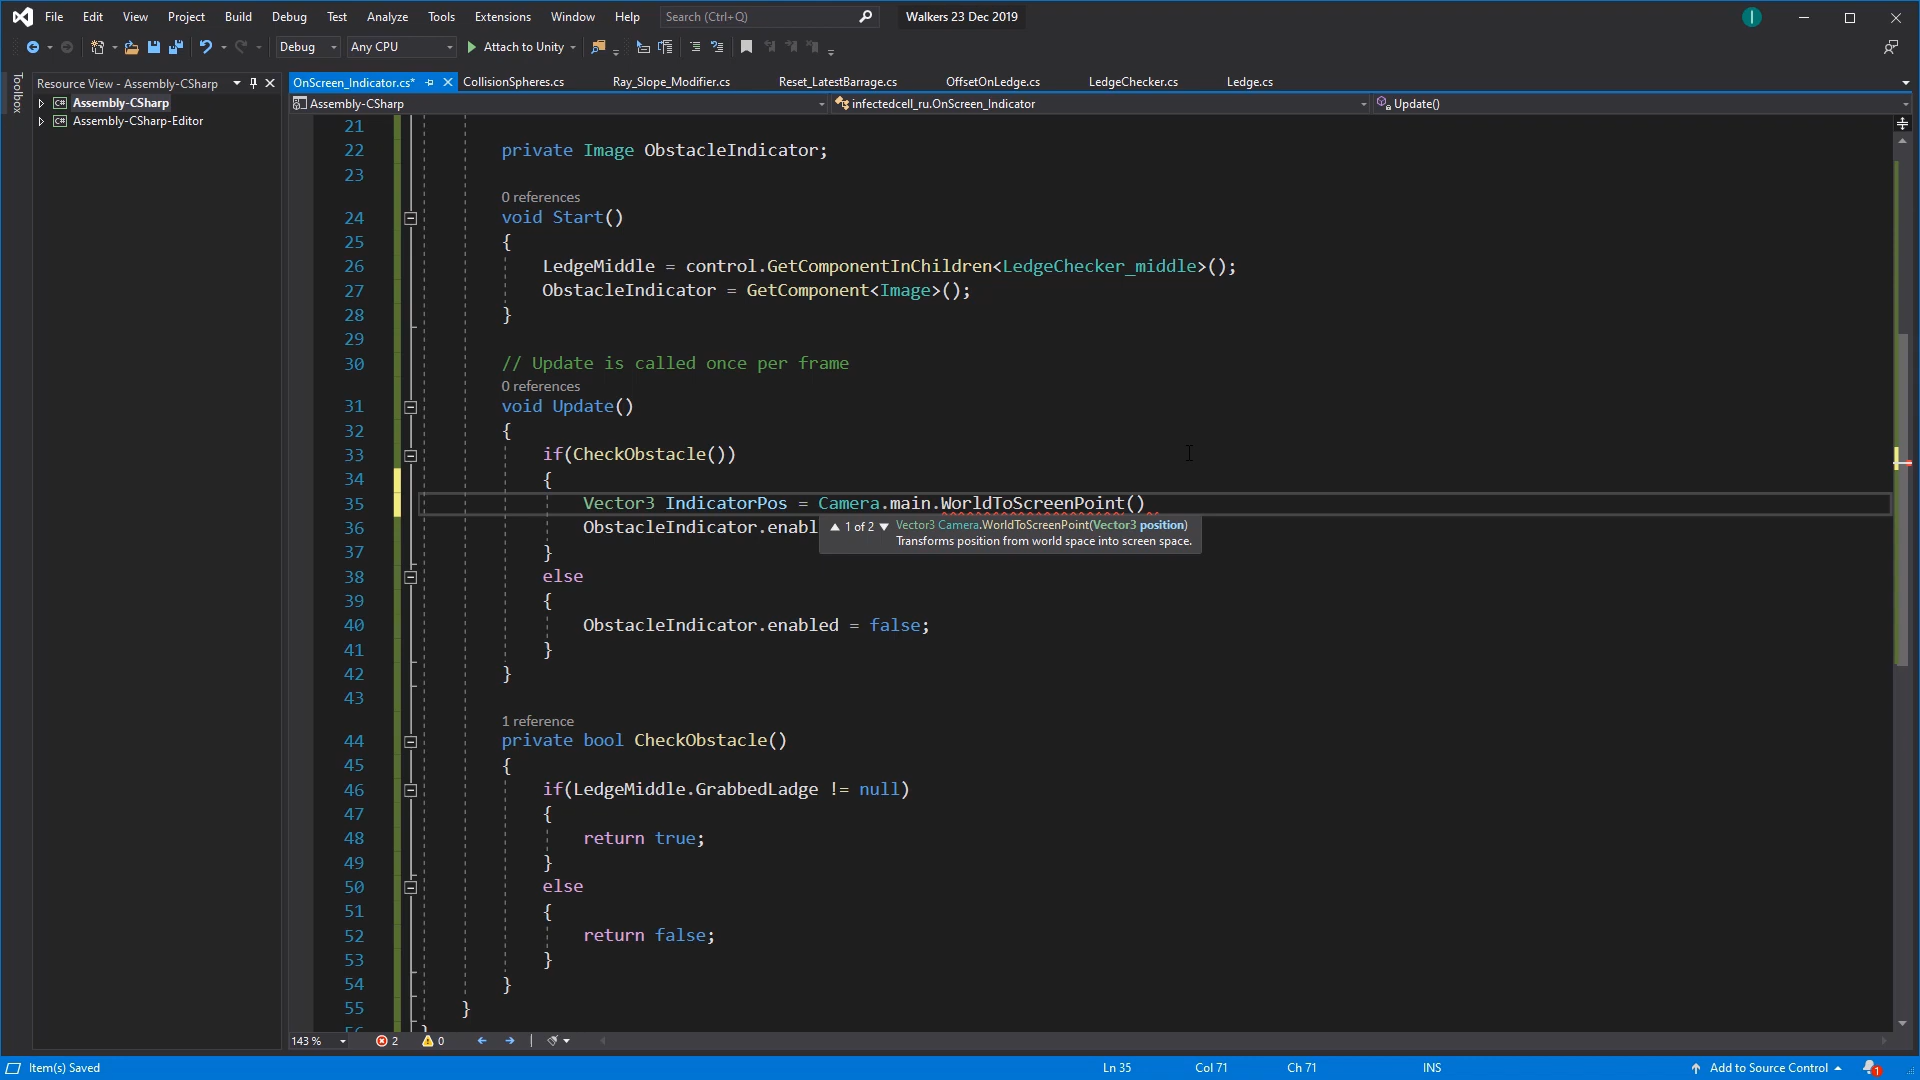 File Edit View Project Build Debug Test Analyze Tools Extensions Window Help Search (Ctrl+Q) Walkers 23 Dec 2019 I
Debug Any CPU Attach to Unity
Toolbox
Resource View - Assembly-CSharp
Assembly-CSharp
Assembly-CSharp-Editor
OnScreen_Indicator.cs* CollisionSpheres.cs Ray_Slope_Modifier.cs Reset_LatestBarrage.cs OffsetOnLedge.cs LedgeChecker.cs Ledge.cs
Assembly-CSharp infectedcell_ru.OnScreen_Indicator Update()
21
22 private Image ObstacleIndicator;
23
0 references
24 void Start()
25 {
26 LedgeMiddle = control.GetComponentInChildren<LedgeChecker_middle>();
27 ObstacleIndicator = GetComponent<Image>();
28 }
29
30 // Update is called once per frame
0 references
31 void Update()
32 {
33 if(CheckObstacle())
34 {
35 Vector3 IndicatorPos = Camera.main.WorldToScreenPoint()
36 ObstacleIndicator.enabl
1 of 2 Vector3 Camera.WorldToScreenPoint(Vector3 position)
Transforms position from world space into screen space.
37 }
38 else
39 {
40 ObstacleIndicator.enabled = false;
41 }
42 }
43
1 reference
44 private bool CheckObstacle()
45 {
46 if(LedgeMiddle.GrabbedLadge != null)
47 {
48 return true;
49 }
50 else
51 {
52 return false;
53 }
54 }
55 }
56 }
143 % 2 0
Item(s) Saved Ln 35 Col 71 Ch 71 INS Add to Source Control 1